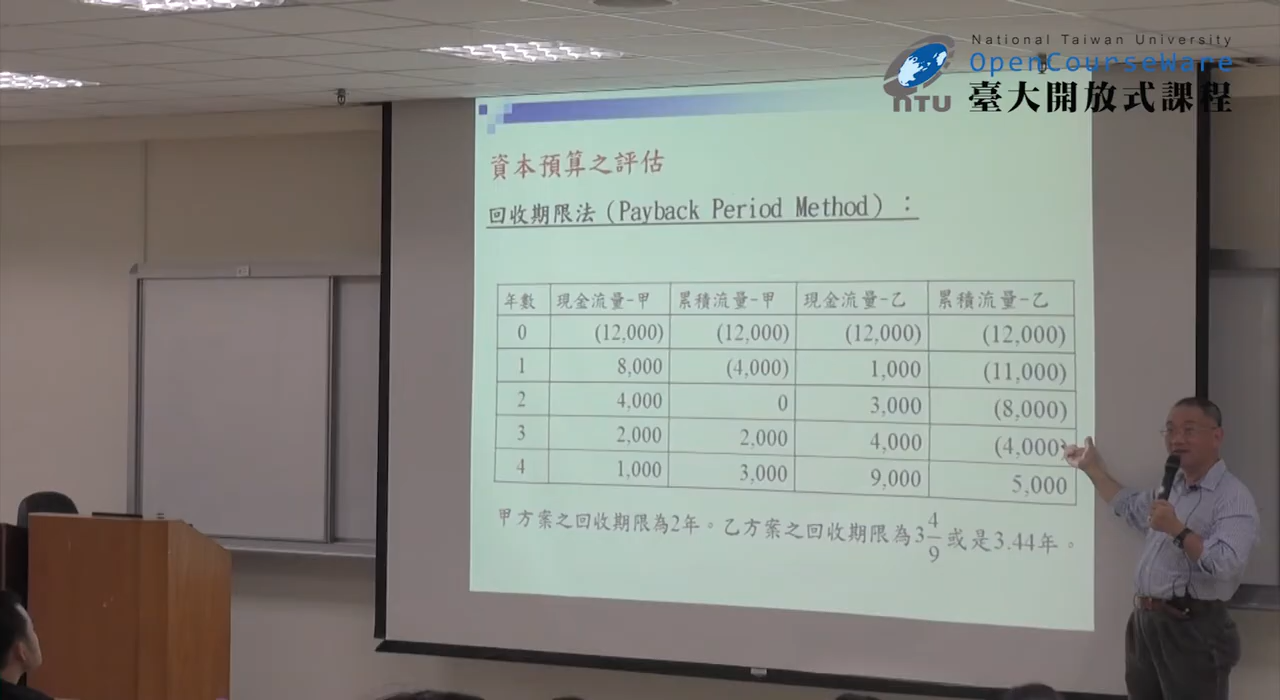 National Taiwan University
OpenCourseWare
NTU 臺大開放式課程
資本預算之評估
回收期限法(Payback Period Method):
年數 現金流量-甲 累積流量-甲 現金流量-乙 累積流量-乙
0 (12,000) (12,000) (12,000) (12,000)
1 8,000 (4,000) 1,000 (11,000)
2 4,000 0 3,000 (8,000)
3 2,000 2,000 4,000 (4,000)
4 1,000 3,000 9,000 5,000
甲方案之回收期限為2年。乙方案之回收期限為3 4/9 或是3.44年。